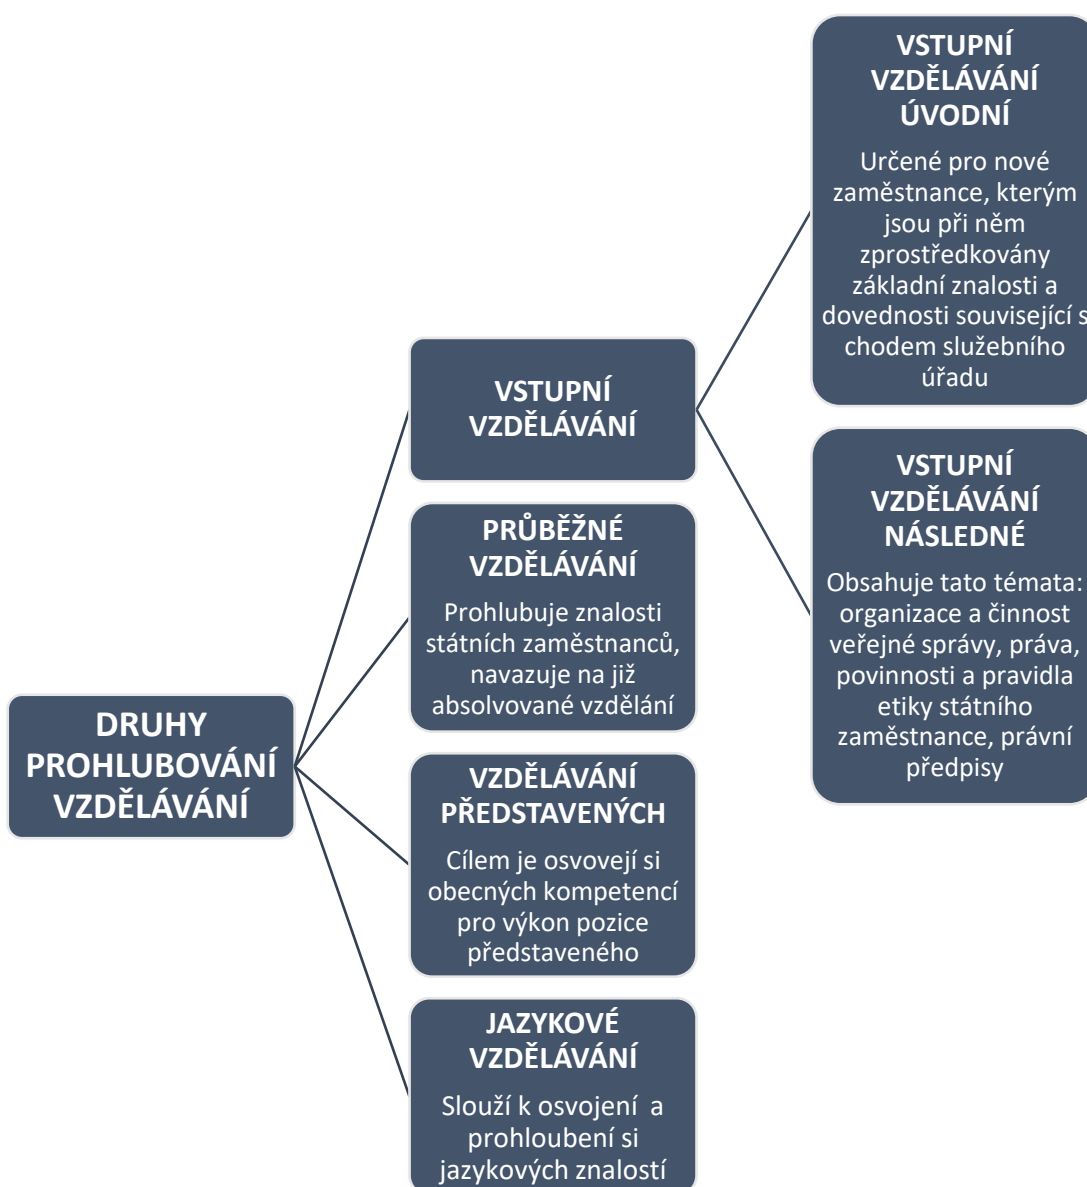 DRUHY
PROHLUBOVÁNÍ
VZDĚLÁVÁNÍ
VSTUPNÍ
VZDĚLÁVÁNÍ
VSTUPNÍ
VZDĚLÁVÁNÍ
ÚVODNÍ
Určené pro nové
zaměstnance, kterým
jsou při něm
zprostředkovány
základní znalosti a
dovednosti související s
chodem služebního
úřadu
VSTUPNÍ
VZDĚLÁVÁNÍ
NÁSLEDNÉ
Obsahuje tato témata:
organizace a činnost
veřejné správy, práva,
povinnosti a pravidla
etiky státního
zaměstnance, právní
předpisy
PRŮBĚŽNÉ
VZDĚLÁVÁNÍ
Prohlubuje znalosti
státních zaměstnanců,
navazuje na již
absolvované vzdělání
VZDĚLÁVÁNÍ
PŘEDSTAVENÝCH
Cílem je osvovejí si
obecných kompetencí
pro výkon pozice
představeného
JAZYKOVÉ
VZDĚLÁVÁNÍ
Slouží k osvojení a
prohloubení si
jazykových znalostí